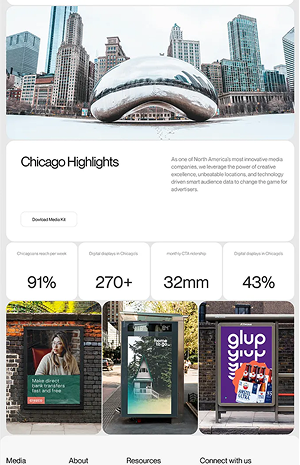 Chicago Highlights
As one of North America's most innovative media
companies, we leverage the power of creative
excellence, unbeatable locations, and technology
driven smart audience data to change the game for
advertisers.
Download Media Kit
Chicagoans reach per week
Digital displays in Chicago's
monthly CTA ridership
Digital displays in Chicago's
91%
270+
32mm
43%
home
to go
Make direct
bank transfers
fast and free!
glup
Media
About
Resources
Connect with us